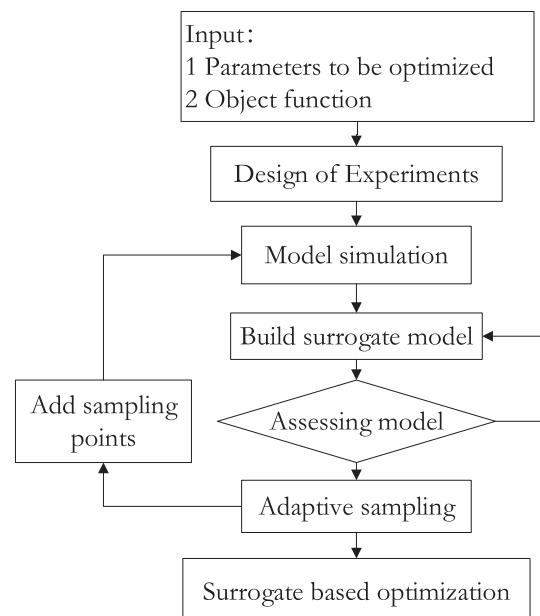 Input:
1 Parameters to be optimized
2 Object function
Design of Experiments
Model simulation
Build surrogate model
Add sampling
points
Assessing model
Adaptive sampling
Surrogate based optimization